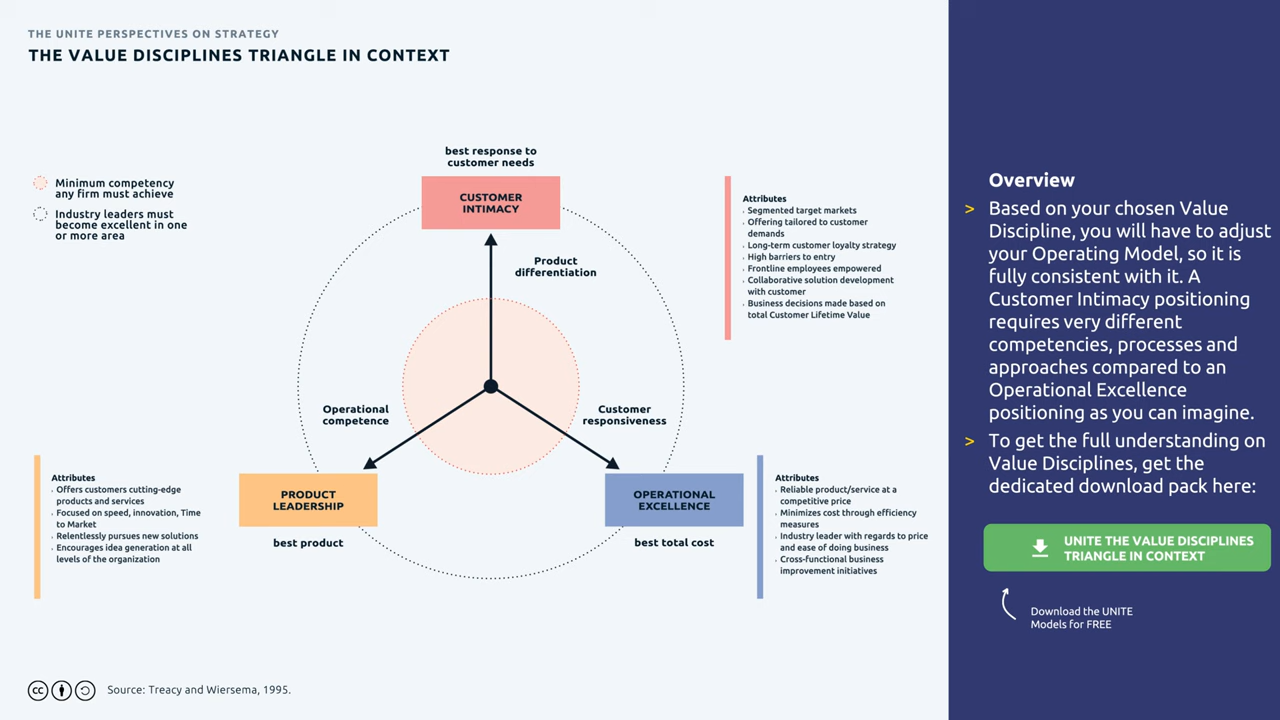 THE UNITE PERSPECTIVES ON STRATEGY
THE VALUE DISCIPLINES TRIANGLE IN CONTEXT
Minimum competency
any firm must achieve
Industry leaders must
become excellent in one
or more area
best response to
customer needs
CUSTOMER
INTIMACY
Product
differentiation
Operational
competence
Customer
responsiveness
PRODUCT
LEADERSHIP
best product
OPERATIONAL
EXCELLENCE
best total cost
Attributes
Segmented target markets
Offering tailored to customer
demands
Long-term customer loyalty strategy
High barriers to entry
Frontline employees empowered
Collaborative solution development
with customer
Business decisions made based on
total Customer Lifetime Value
Attributes
Offers customers cutting-edge
products and services
Focused on speed, innovation, Time
to Market
Relentlessly pursues new solutions
Encourages idea generation at all
levels of the organization
Attributes
Reliable product/service at a
competitive price
Minimizes cost through efficiency
measures
Industry leader with regards to price
and ease of doing business
Cross-functional business
improvement initiatives
cc
Source: Treacy and Wiersema, 1995.
Overview
> Based on your chosen Value
Discipline, you will have to adjust
your Operating Model, so it is
fully consistent with it. A
Customer Intimacy positioning
requires very different
competencies, processes and
approaches compared to an
Operational Excellence
positioning as you can imagine.
> To get the full understanding on
Value Disciplines, get the
dedicated download pack here:
UNITE THE VALUE DISCIPLINES
TRIANGLE IN CONTEXT
Download the UNITE
Models for FREE